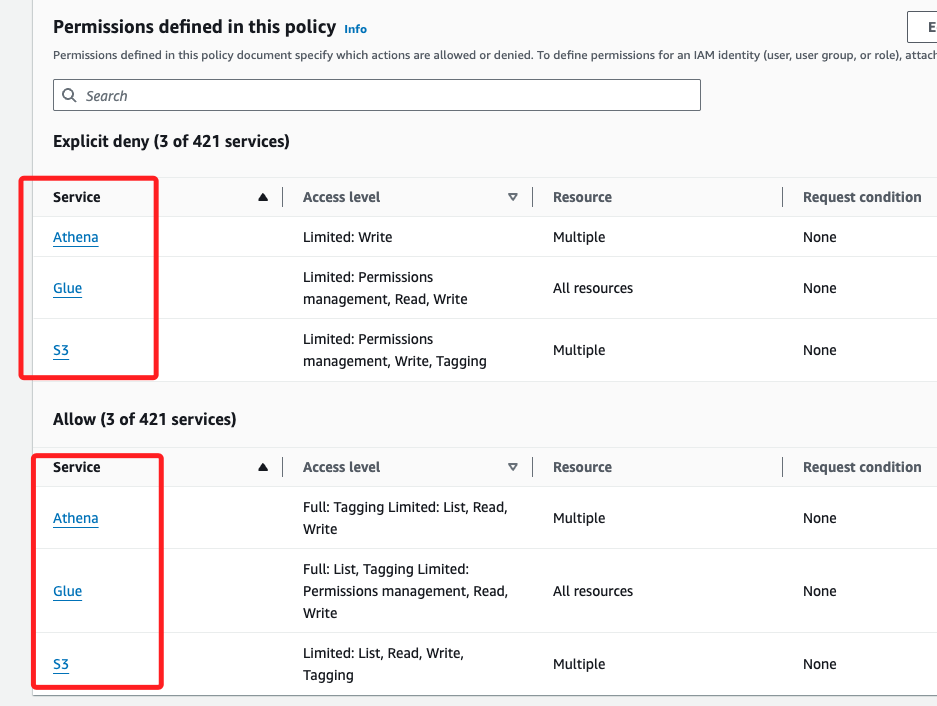 Permissions defined in this policy Info
E
Permissions defined in this policy document specify which actions are allowed or denied. To define permissions for an IAM identity (user, user group, or role), attach
Search
Explicit deny (3 of 421 services)
Service Access level Resource Request condition
Athena Limited: Write Multiple None
Glue Limited: Permissions management, Read, Write All resources None
S3 Limited: Permissions management, Write, Tagging Multiple None
Allow (3 of 421 services)
Service Access level Resource Request condition
Athena Full: Tagging Limited: List, Read, Write Multiple None
Glue Full: List, Tagging Limited: Permissions management, Read, Write All resources None
S3 Limited: List, Read, Write, Tagging Multiple None